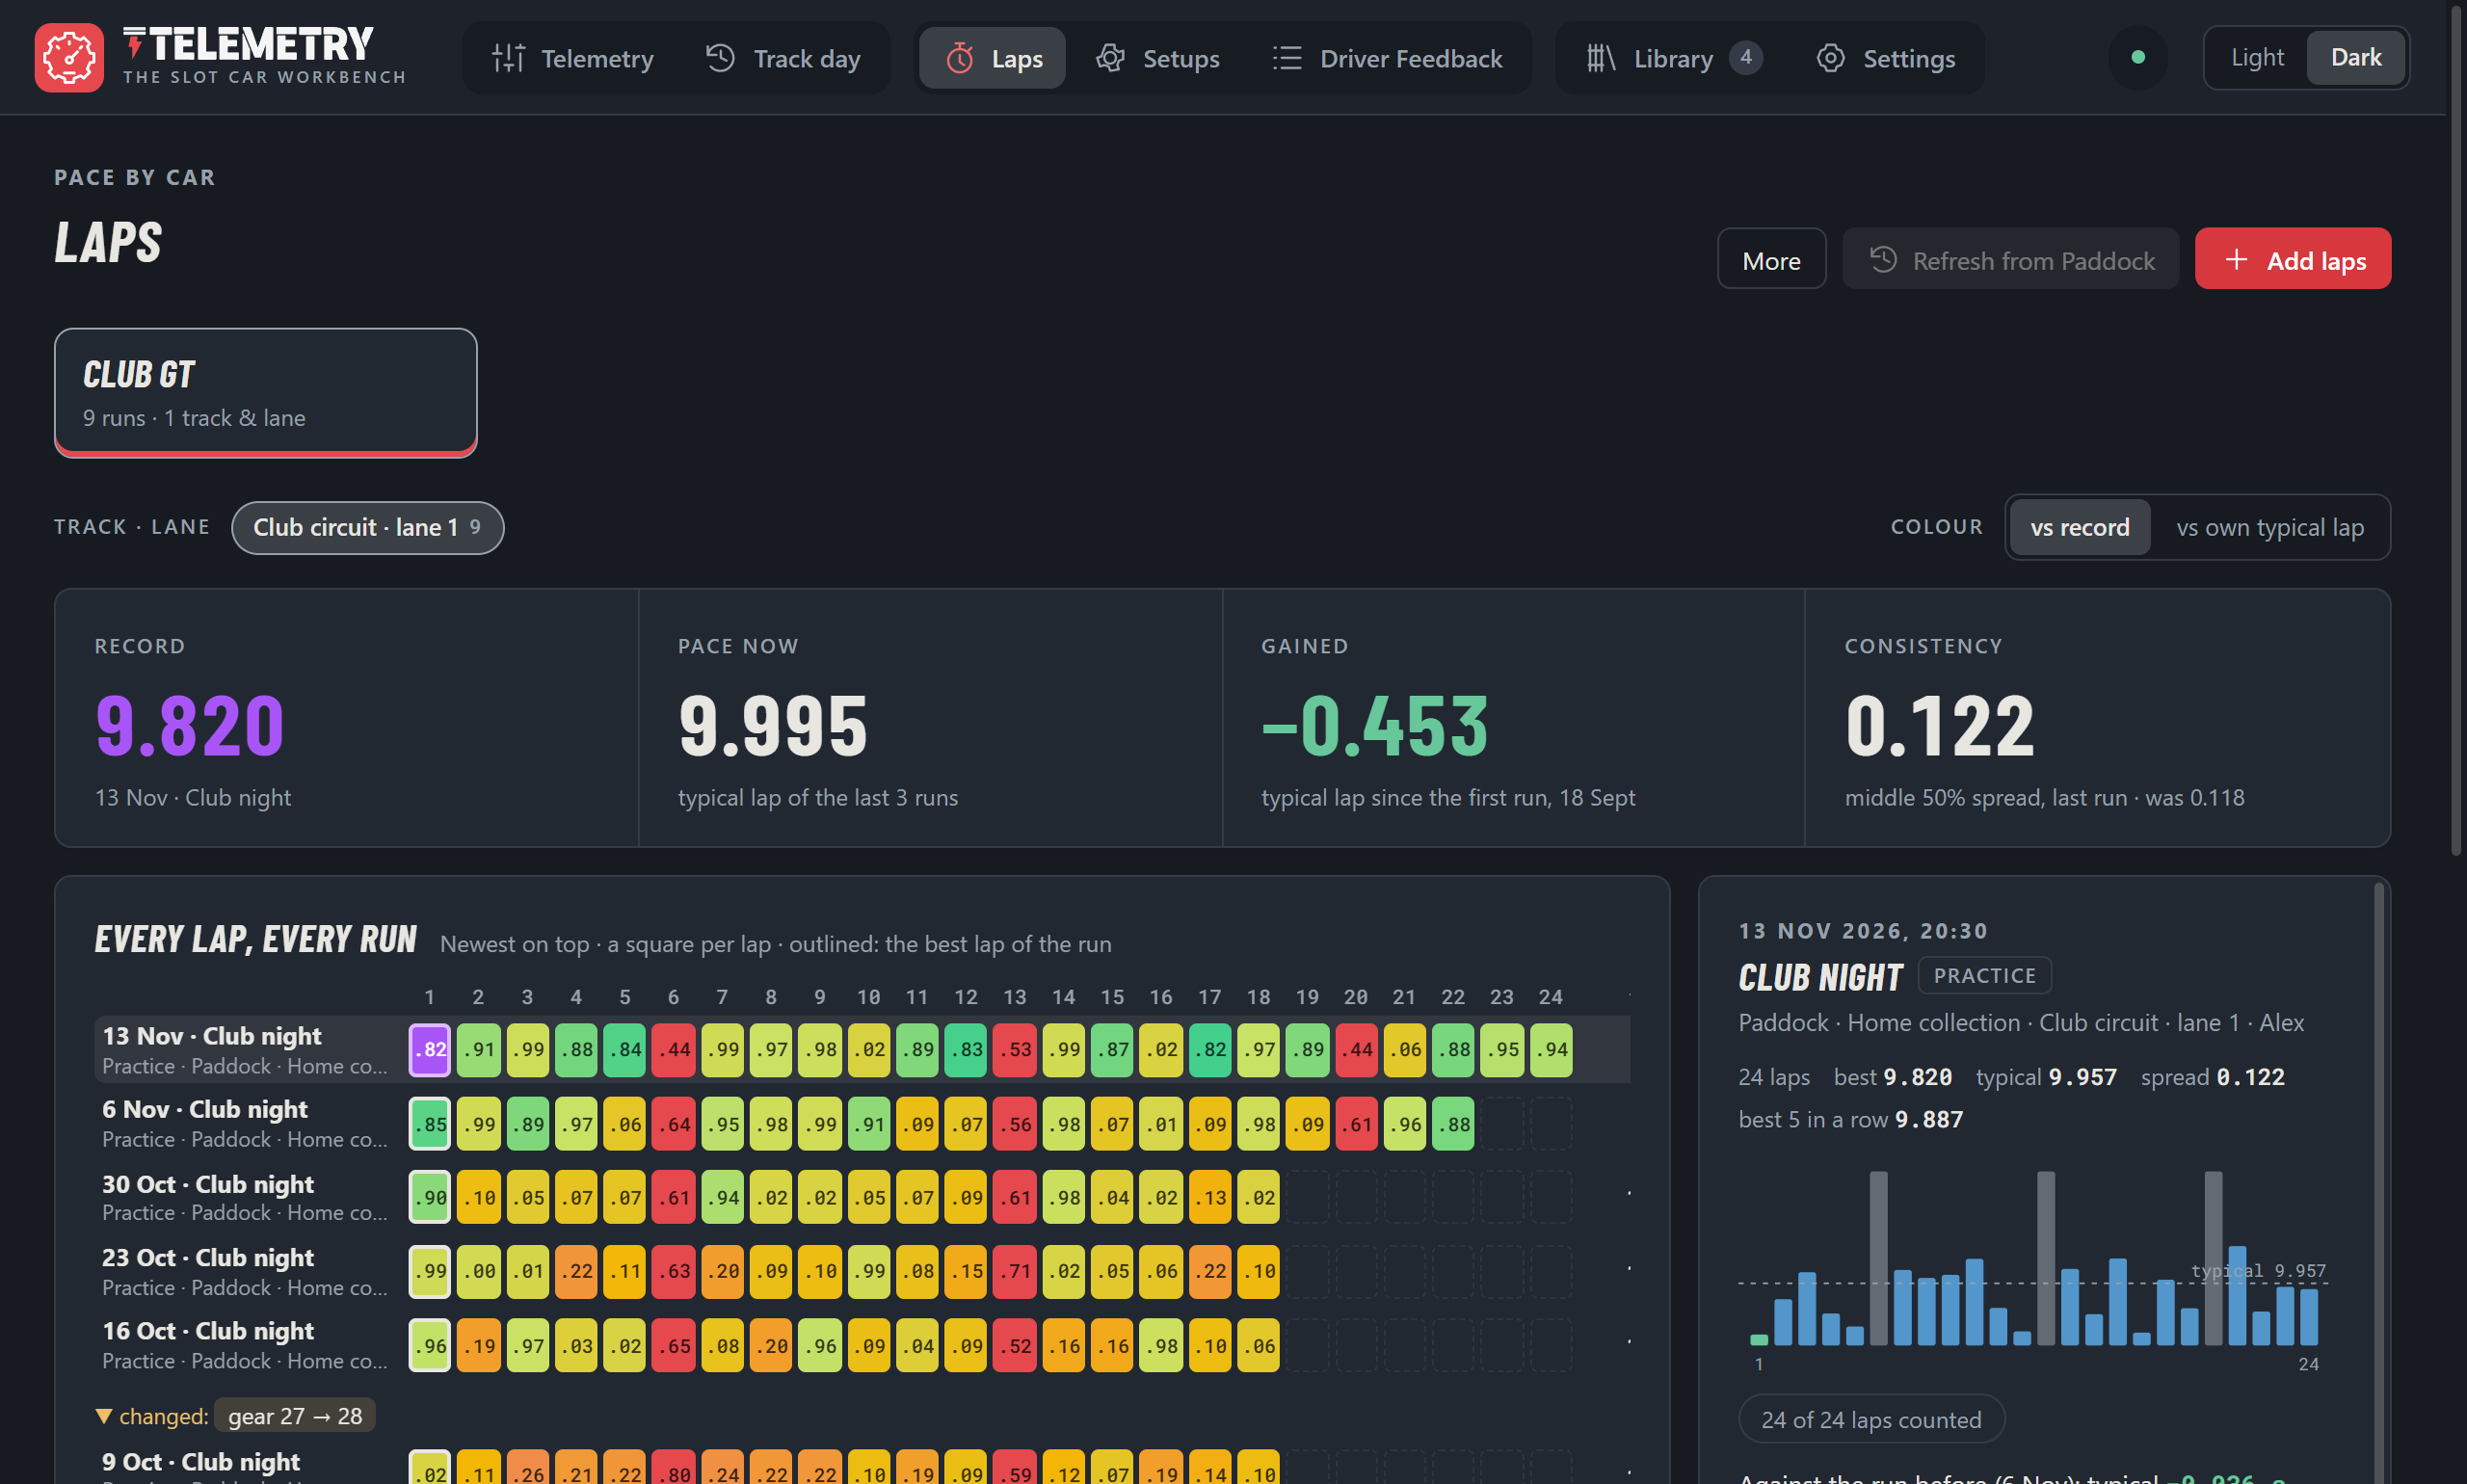 TELEMETRY
THE SLOT CAR WORKBENCH
Telemetry
Track day
Laps
Setups
Driver Feedback
Library 4
Settings
Light Dark
PACE BY CAR
LAPS
More
Refresh from Paddock
+ Add laps
CLUB GT
9 runs · 1 track & lane
TRACK · LANE Club circuit · lane 1 9
COLOUR vs record vs own typical lap
RECORD
9.820
13 Nov · Club night
PACE NOW
9.995
typical lap of the last 3 runs
GAINED
−0.453
typical lap since the first run, 18 Sept
CONSISTENCY
0.122
middle 50% spread, last run · was 0.118
EVERY LAP, EVERY RUN Newest on top · a square per lap · outlined: the best lap of the run
1 2 3 4 5 6 7 8 9 10 11 12 13 14 15 16 17 18 19 20 21 22 23 24
13 Nov · Club night
Practice · Paddock · Home co...
.82 .91 .99 .88 .84 .44 .99 .97 .98 .02 .89 .83 .53 .99 .87 .02 .82 .97 .89 .44 .06 .88 .95 .94
6 Nov · Club night
Practice · Paddock · Home co...
.85 .99 .89 .97 .06 .64 .95 .98 .99 .91 .09 .07 .56 .98 .07 .01 .09 .98 .09 .61 .96 .88
30 Oct · Club night
Practice · Paddock · Home co...
.90 .10 .05 .07 .07 .61 .94 .02 .02 .05 .07 .09 .61 .98 .04 .02 .13 .02
23 Oct · Club night
Practice · Paddock · Home co...
.99 .00 .01 .22 .11 .63 .20 .09 .10 .99 .08 .15 .71 .02 .05 .06 .22 .10
16 Oct · Club night
Practice · Paddock · Home co...
.96 .19 .97 .03 .02 .65 .08 .20 .96 .09 .04 .09 .52 .16 .16 .98 .10 .06
▼ changed: gear 27 → 28
9 Oct · Club night
.02 .11 .26 .21 .22 .80 .24 .22 .22 .10 .19 .09 .59 .12 .07 .19 .14 .10
13 NOV 2026, 20:30
CLUB NIGHT PRACTICE
Paddock · Home collection · Club circuit · lane 1 · Alex
24 laps best 9.820 typical 9.957 spread 0.122
best 5 in a row 9.887
typical 9.957
1 24
24 of 24 laps counted
Against the run before (6 Nov): typical −0.036 s